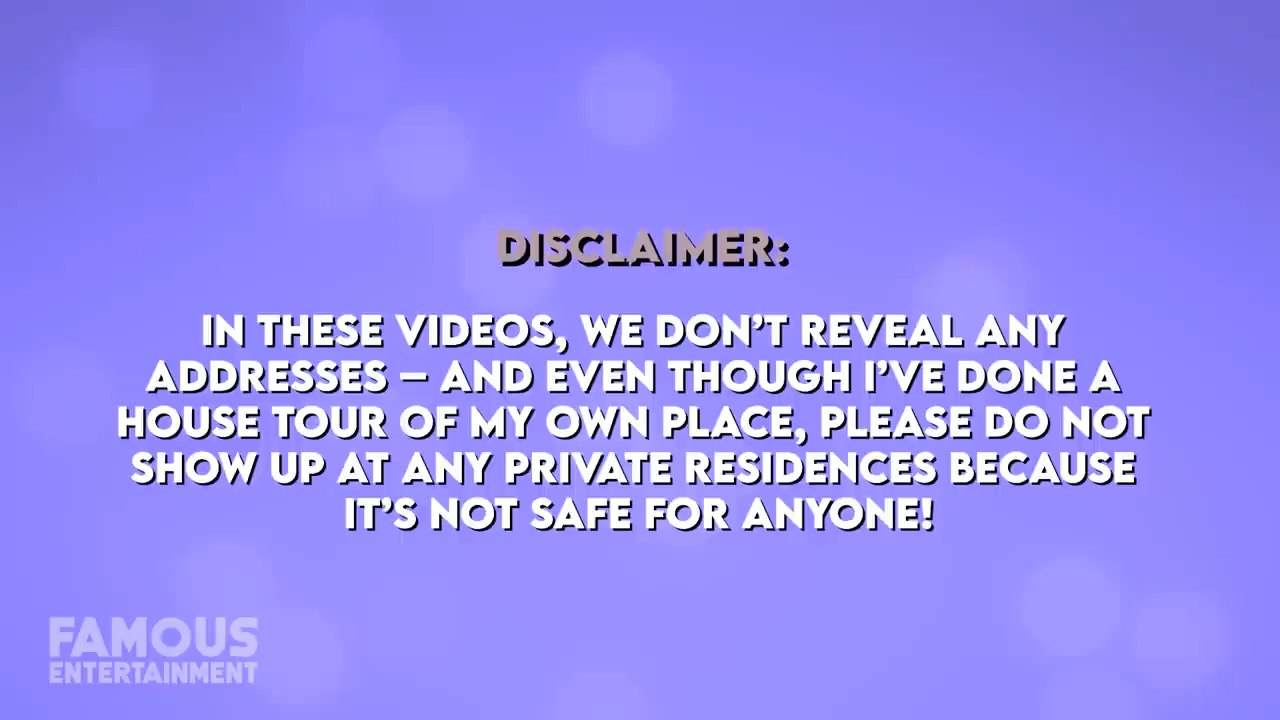 DISCLAIMER:
IN THESE VIDEOS, WE DON'T REVEAL ANY
ADDRESSES – AND EVEN THOUGH I'VE DONE A
HOUSE TOUR OF MY OWN PLACE, PLEASE DO NOT
SHOW UP AT ANY PRIVATE RESIDENCES BECAUSE
IT'S NOT SAFE FOR ANYONE!
FAMOUS
ENTERTAINMENT